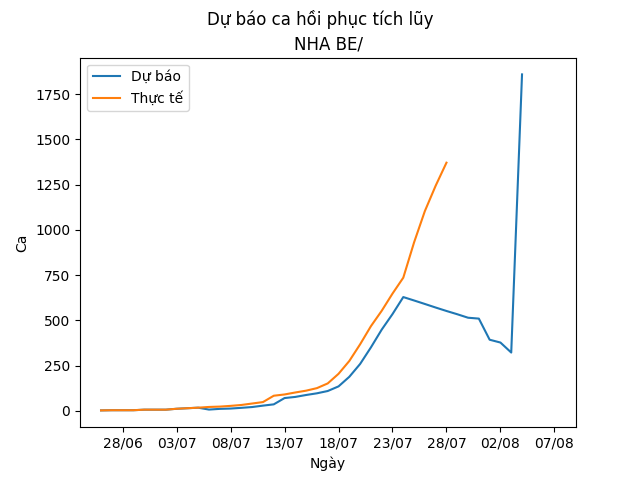 Dự báo ca hồi phục tích lũy
NHA BE/
Dự báo
Thực tế
1750
1500
1250
1000
750
500
250
0
Ca
28/06 03/07 08/07 13/07 18/07 23/07 28/07 02/08 07/08
Ngày